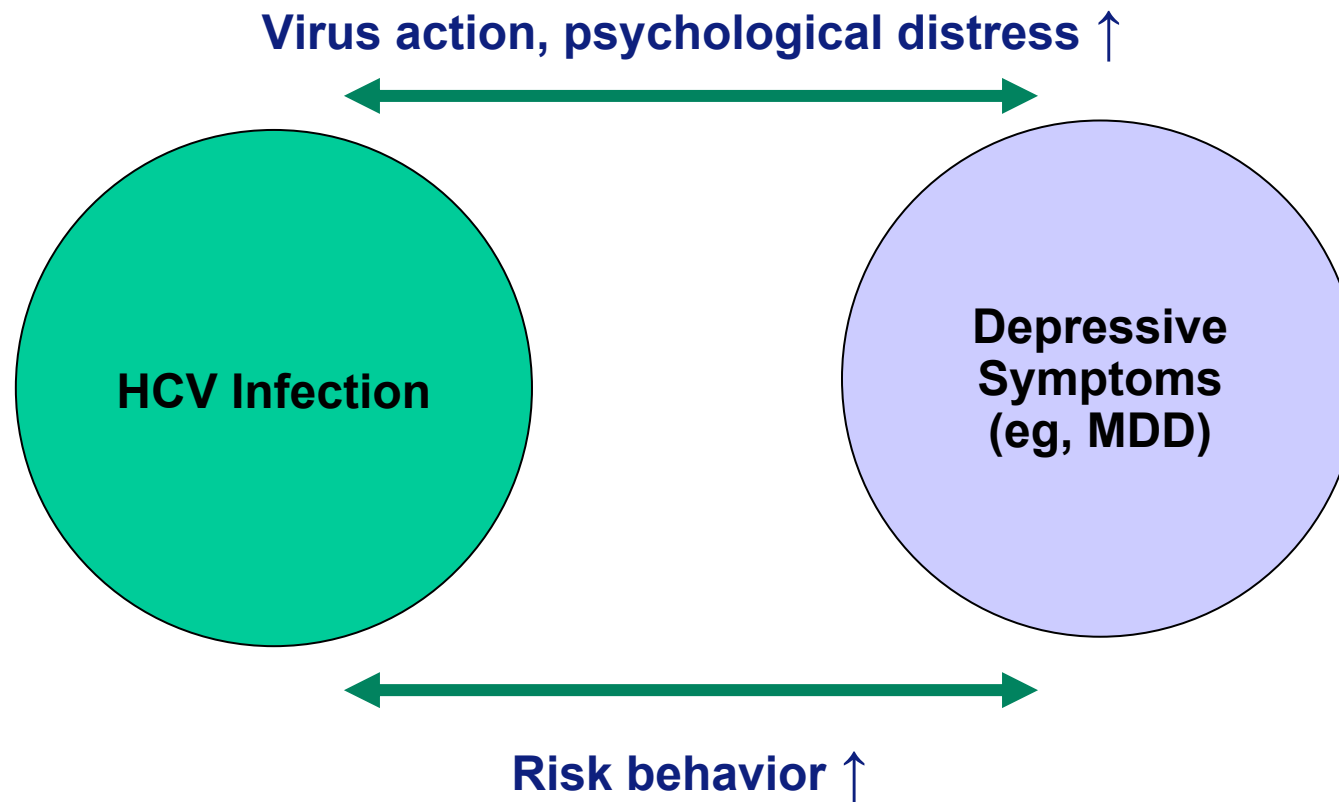 Virus action, psychological distress ↑
HCV Infection
Depressive
Symptoms
(eg, MDD)
Risk behavior ↑